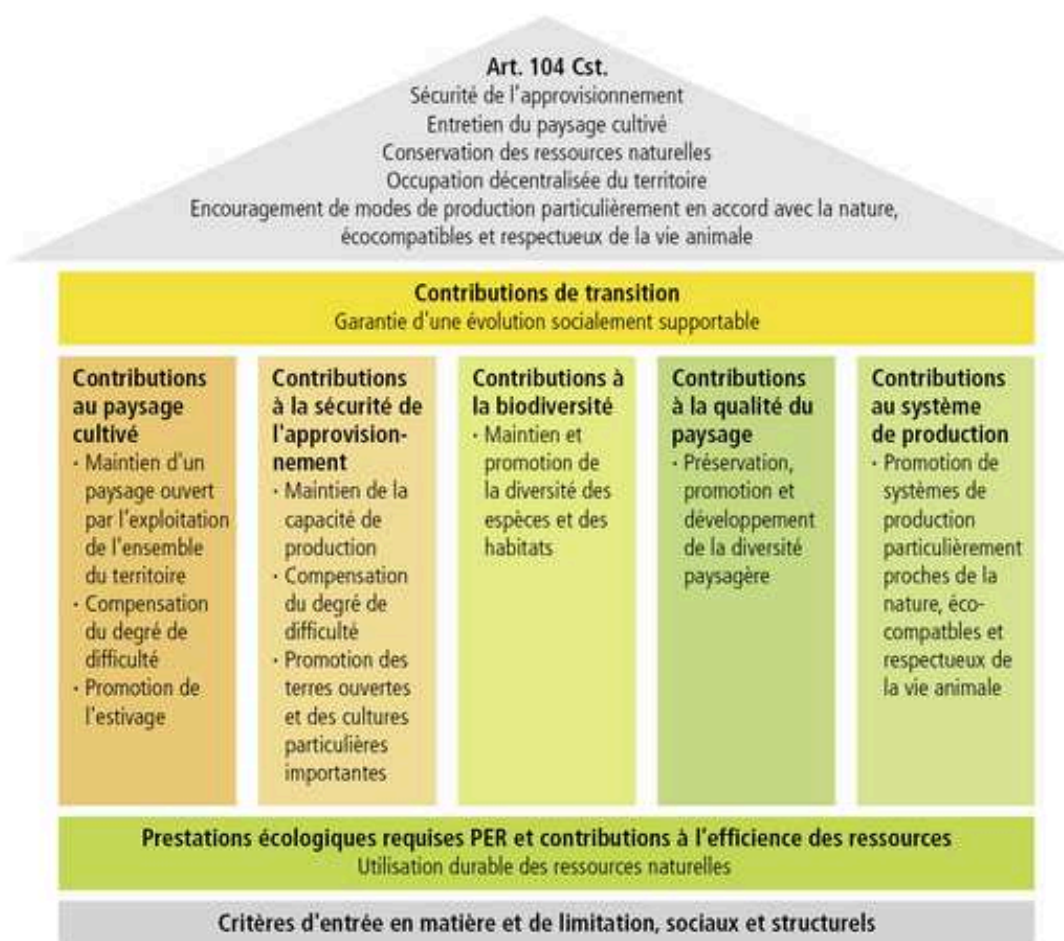 Art. 104 Cst.
Sécurité de l'approvisionnement
Entretien du paysage cultivé
Conservation des ressources naturelles
Occupation décentralisée du territoire
Encouragement de modes de production particulièrement en accord avec la nature,
écocompatibles et respectueux de la vie animale
Contributions de transition
Garantie d'une évolution socialement supportable
Contributions
au paysage
cultivé
· Maintien d'un
paysage ouvert
par l'exploitation
de l'ensemble
du territoire
· Compensation
du degré de
difficulté
· Promotion de
l'estivage
Contributions
à la sécurité de
l'approvision-
nement
· Maintien de la
capacité de
production
· Compensation
du degré de
difficulté
· Promotion des
terres ouvertes
et des cultures
particulières
importantes
Contributions à
la biodiversité
· Maintien et
promotion de
la diversité des
espèces et des
habitats
Contributions
à la qualité du
paysage
· Préservation,
promotion et
développement
de la diversité
paysagère
Contributions
au système
de production
· Promotion de
systèmes de
production
particulièrement
proches de la
nature, éco-
compatbles et
respectueux de
la vie animale
Prestations écologiques requises PER et contributions à l'efficience des ressources
Utilisation durable des ressources naturelles
Critères d'entrée en matière et de limitation, sociaux et structurels